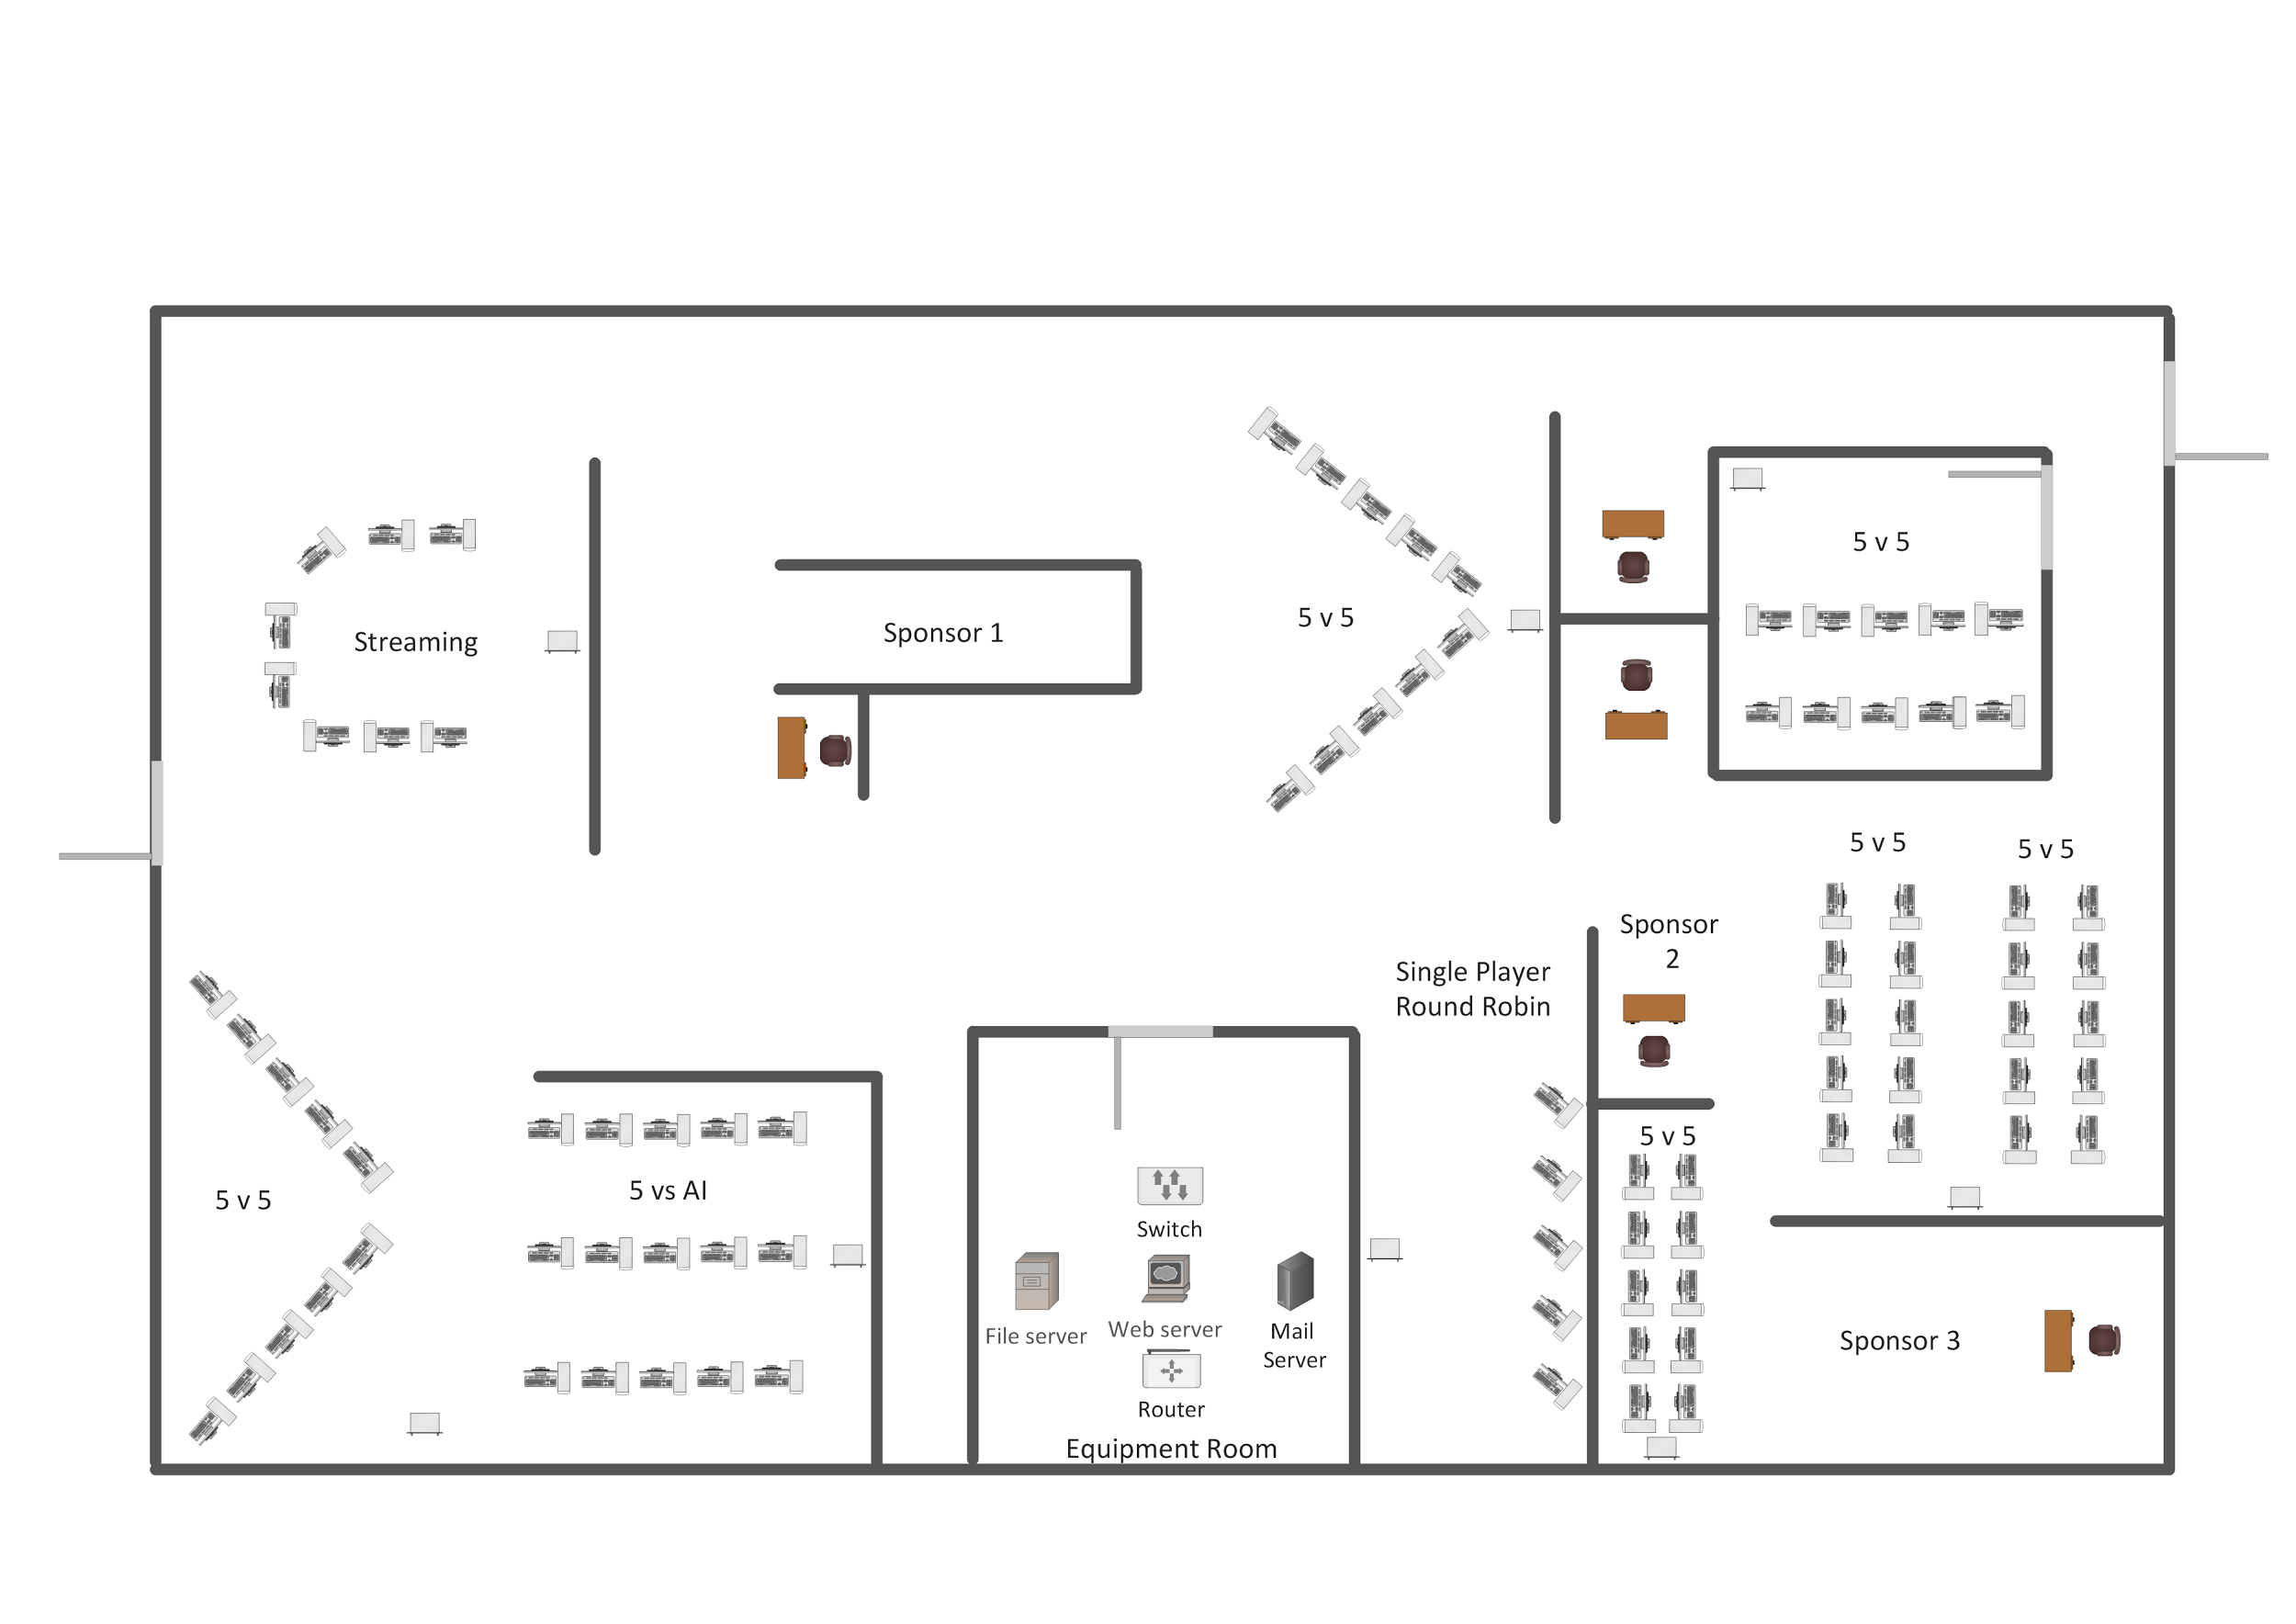 5 v 5
Streaming
Sponsor 1
5 v 5
5 v 5
5 v 5
Sponsor
2
Single Player
Round Robin
5 v 5
5 v 5
5 vs AI
Switch
File server
Web server
Mail
Server
Router
Equipment Room
Sponsor 3